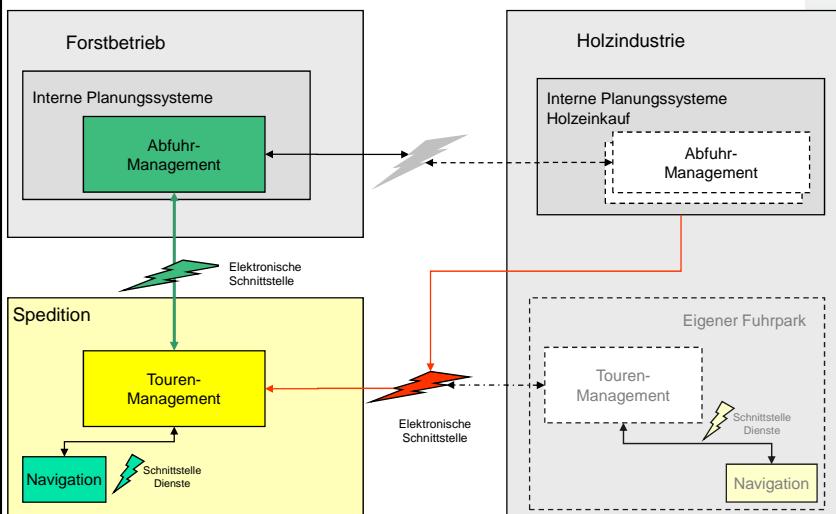 Forstbetrieb
Interne Planungssysteme
Abfuhr-
Management
Holzindustrie
Interne Planungssysteme
Holzeinkauf
Abfuhr-
Management
Elektronische
Schnittstelle
Spedition
Touren-
Management
Navigation
Schnittstelle
Dienste
Elektronische
Schnittstelle
Eigener Fuhrpark
Touren-
Management
Schnittstelle
Dienste
Navigation